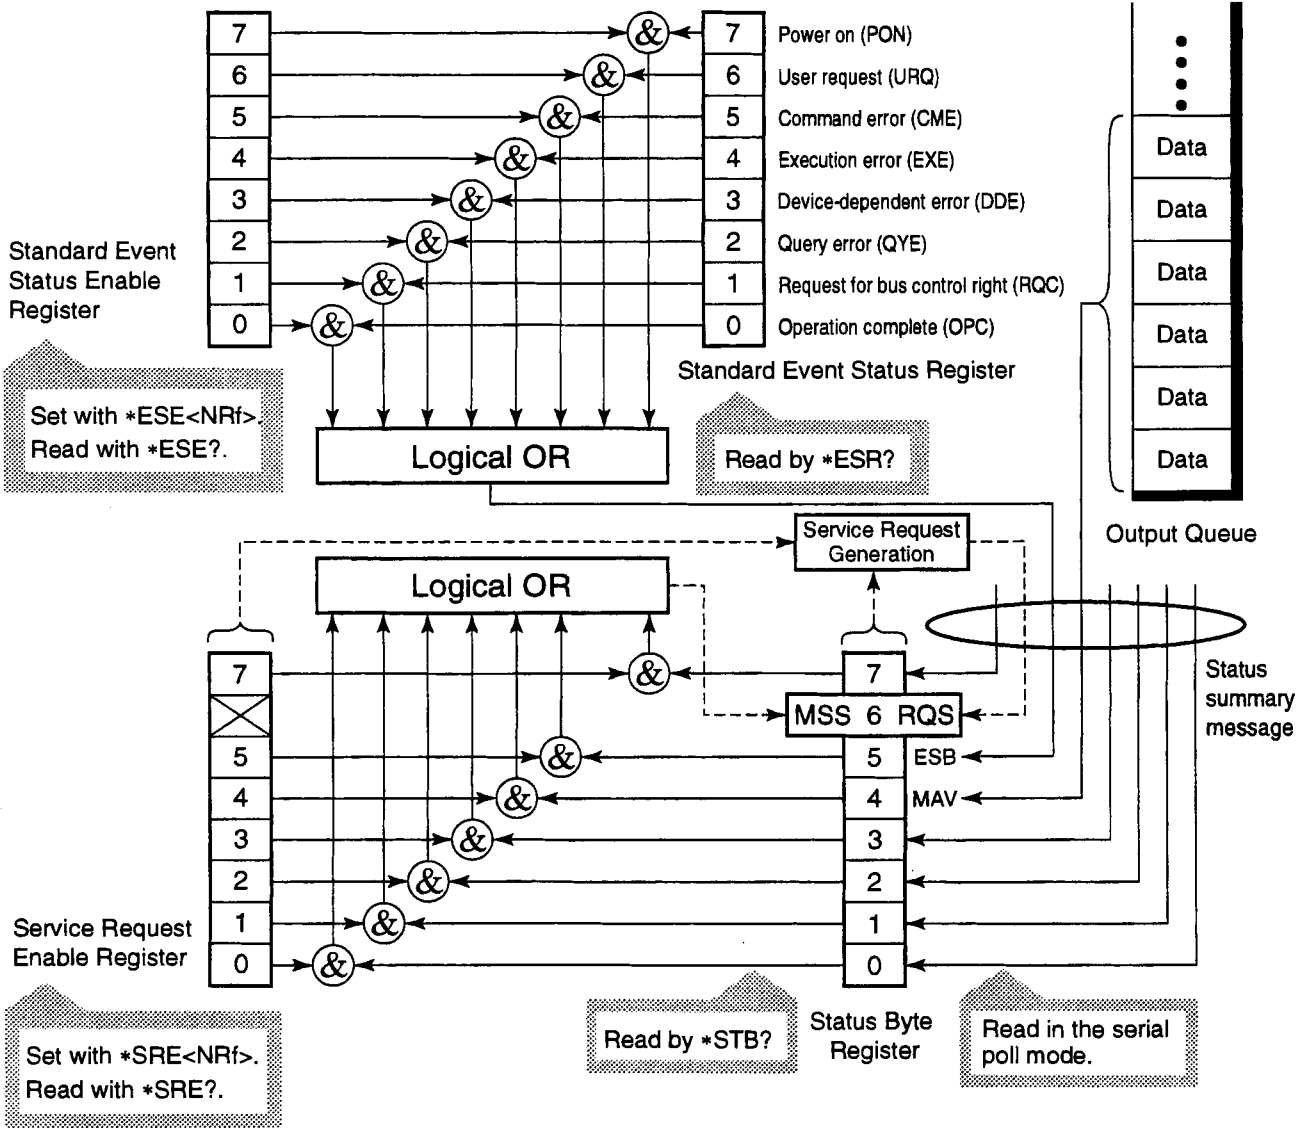 7 & 7 Power on (PON)
6 & 6 User request (URQ)
5 & 5 Command error (CME)
4 & 4 Execution error (EXE)
3 & 3 Device-dependent error (DDE)
2 & 2 Query error (QYE)
1 & 1 Request for bus control right (RQC)
0 & 0 Operation complete (OPC)
Standard Event
Status Enable
Register
Set with *ESE<NRf>.
Read with *ESE?.
Logical OR
Standard Event Status Register
Read by *ESR?
Data
Data
Data
Data
Data
Data
Output Queue
Service Request
Generation
Logical OR
Status
summary
message
7 & 7
MSS 6 RQS
5 & 5 ESB
4 & 4 MAV
3 & 3
2 & 2
1 & 1
0 & 0
Service Request
Enable Register
Set with *SRE<NRf>.
Read with *SRE?.
Read by *STB?
Status Byte
Register
Read in the serial
poll mode.